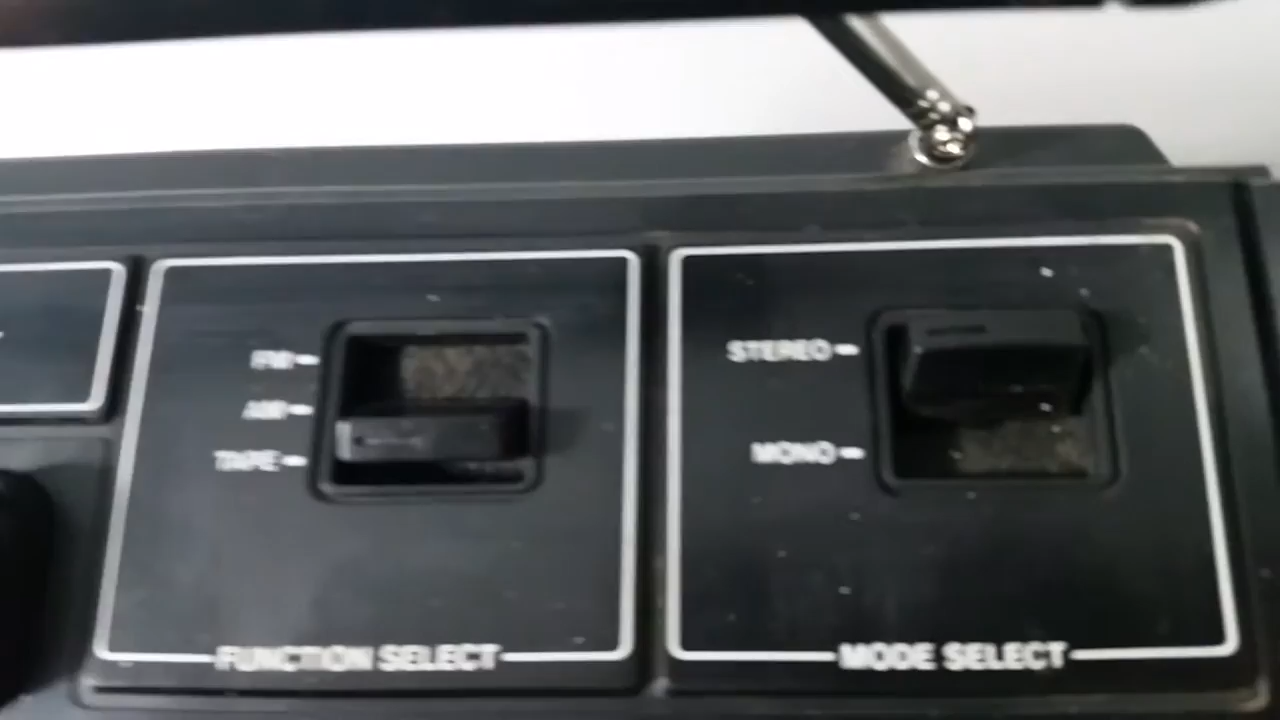 FM
AM
TAPE
FUNCTION SELECT
STEREO
MONO
MODE SELECT